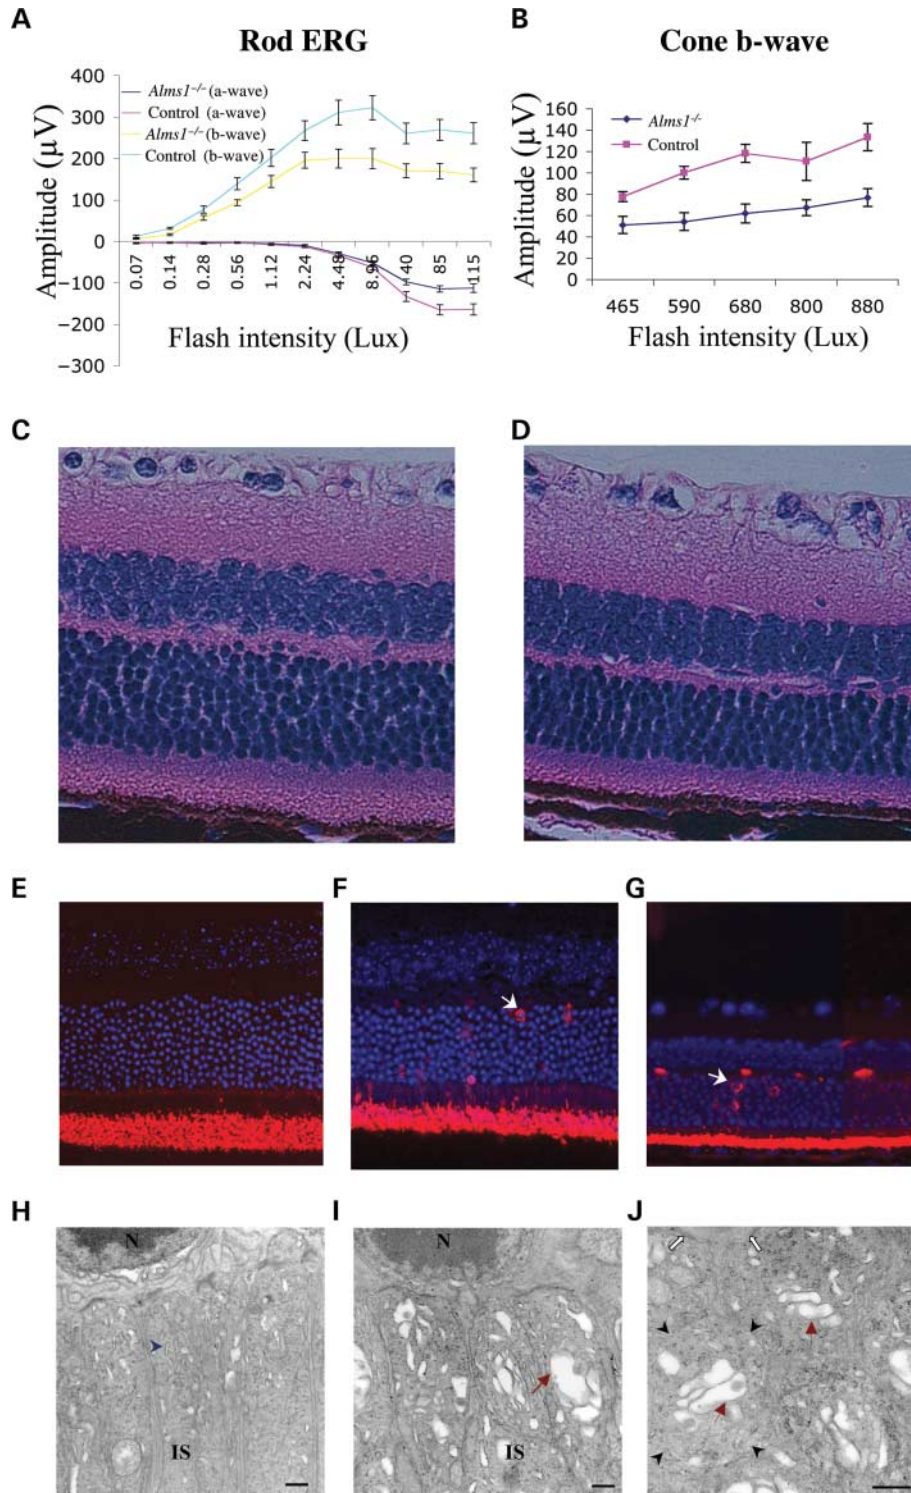 A
Rod ERG
Amplitude (μV)
400
300
200
100
0
−100
−200
−300
Alms1⁻/⁻ (a-wave)
Control (a-wave)
Alms1⁻/⁻ (b-wave)
Control (b-wave)
0.07
0.14
0.28
0.56
1.12
2.24
4.48
8.96
40
85
115
Flash intensity (Lux)
B
Cone b-wave
Amplitude (μV)
160
140
120
100
80
60
40
20
0
Alms1⁻/⁻
Control
465 590 680 800 880
Flash intensity (Lux)
C
D
E
F
G
H
N
IS
I
N
IS
J